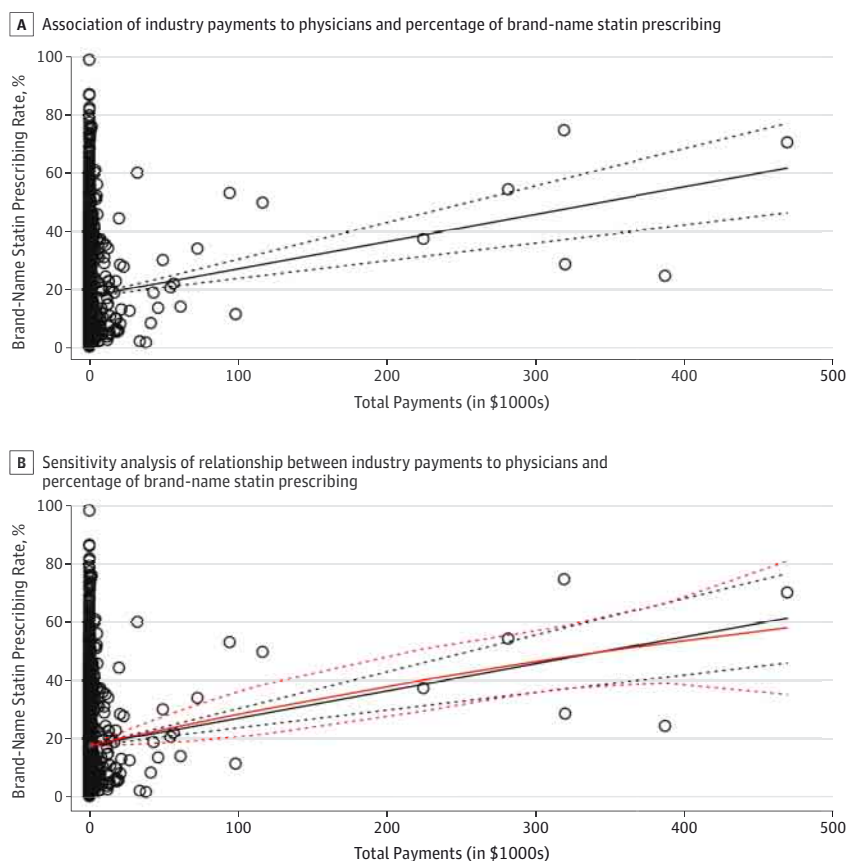 A Association of industry payments to physicians and percentage of brand-name statin prescribing
Brand-Name Statin Prescribing Rate, %
100
80
60
40
20
0
0 100 200 300 400 500
Total Payments (in $1000s)
B Sensitivity analysis of relationship between industry payments to physicians and
percentage of brand-name statin prescribing
Brand-Name Statin Prescribing Rate, %
100
80
60
40
20
0
0 100 200 300 400 500
Total Payments (in $1000s)